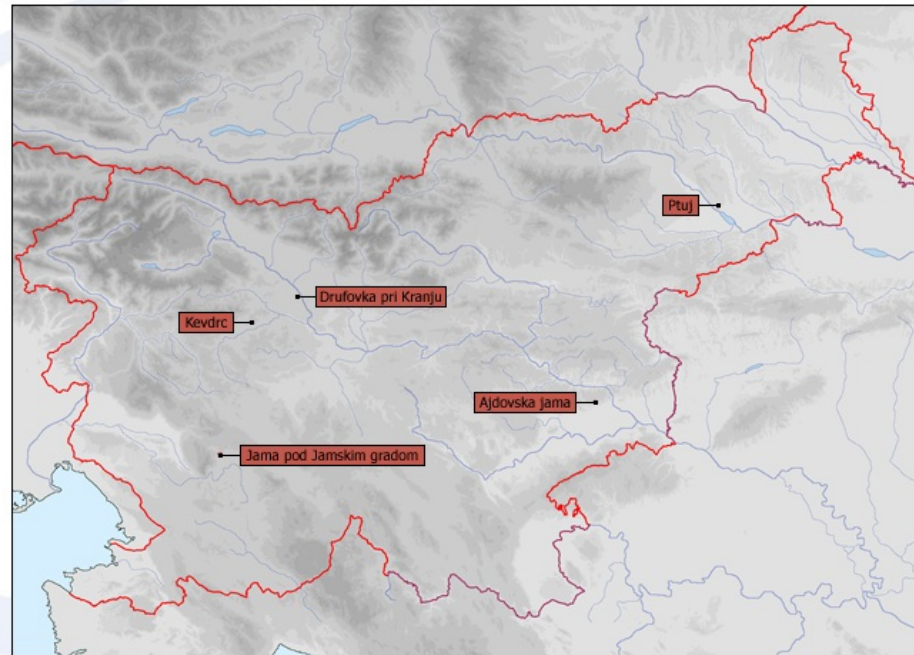 Ptuj
Drufovka pri Kranju
Kevdrc
Ajdovska jama
Jama pod Jamskim gradom